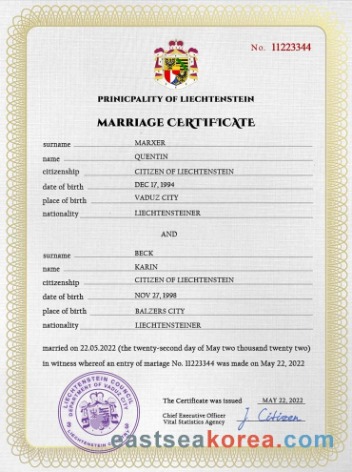 No. 11223344
PRINICPALITY OF LIECHTENSTEIN
MARRIAGE CERTIFICATE
surname MARXER
name QUENTIN
citizenship CITIZEN OF LIECHTENSTEIN
date of birth DEC 17, 1994
place of birth VADUZ CITY
nationality LIECHTENSTEINER
AND
surname BECK
name KARIN
citizenship CITIZEN OF LIECHTENSTEIN
date of birth NOV 27, 1998
place of birth BALZERS CITY
nationality LIECHTENSTEINER
married on 22.05.2022 (the twenty-second day of May two thousand twenty two)
in witness whereof an entry of mariage No. 11223344 was made on May 22, 2022
LIECHTENSTEIN COUNCIL
DEPARTMENT OF VADUZ CITY
The Certificate was issued MAY 22, 2022
Chief Executive Officer
Vital Statistics Agency
J Citizen
eastseakorea.com